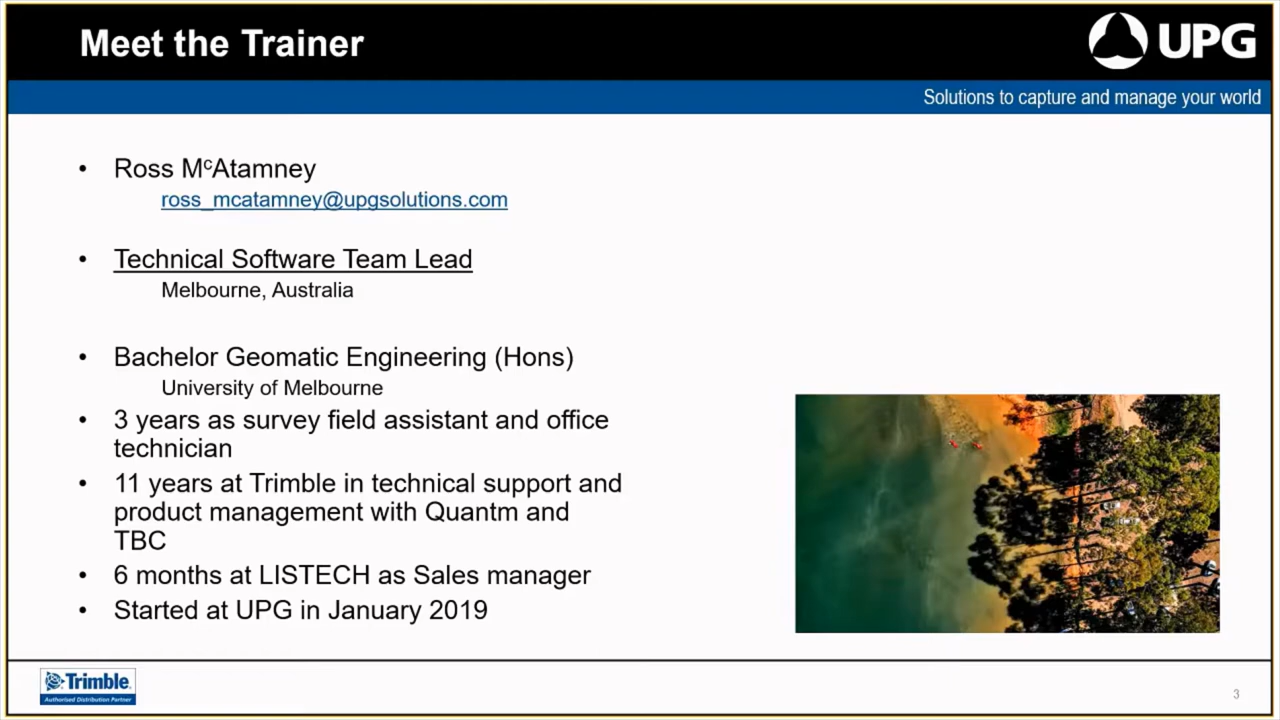 Meet the Trainer
UPG
Solutions to capture and manage your world
• Ross McAtamney
ross_mcatamney@upgsolutions.com
• Technical Software Team Lead
Melbourne, Australia
• Bachelor Geomatic Engineering (Hons)
University of Melbourne
• 3 years as survey field assistant and office
technician
• 11 years at Trimble in technical support and
product management with Quantm and
TBC
• 6 months at LISTECH as Sales manager
• Started at UPG in January 2019
Trimble.
Authorised Distribution Partner
3